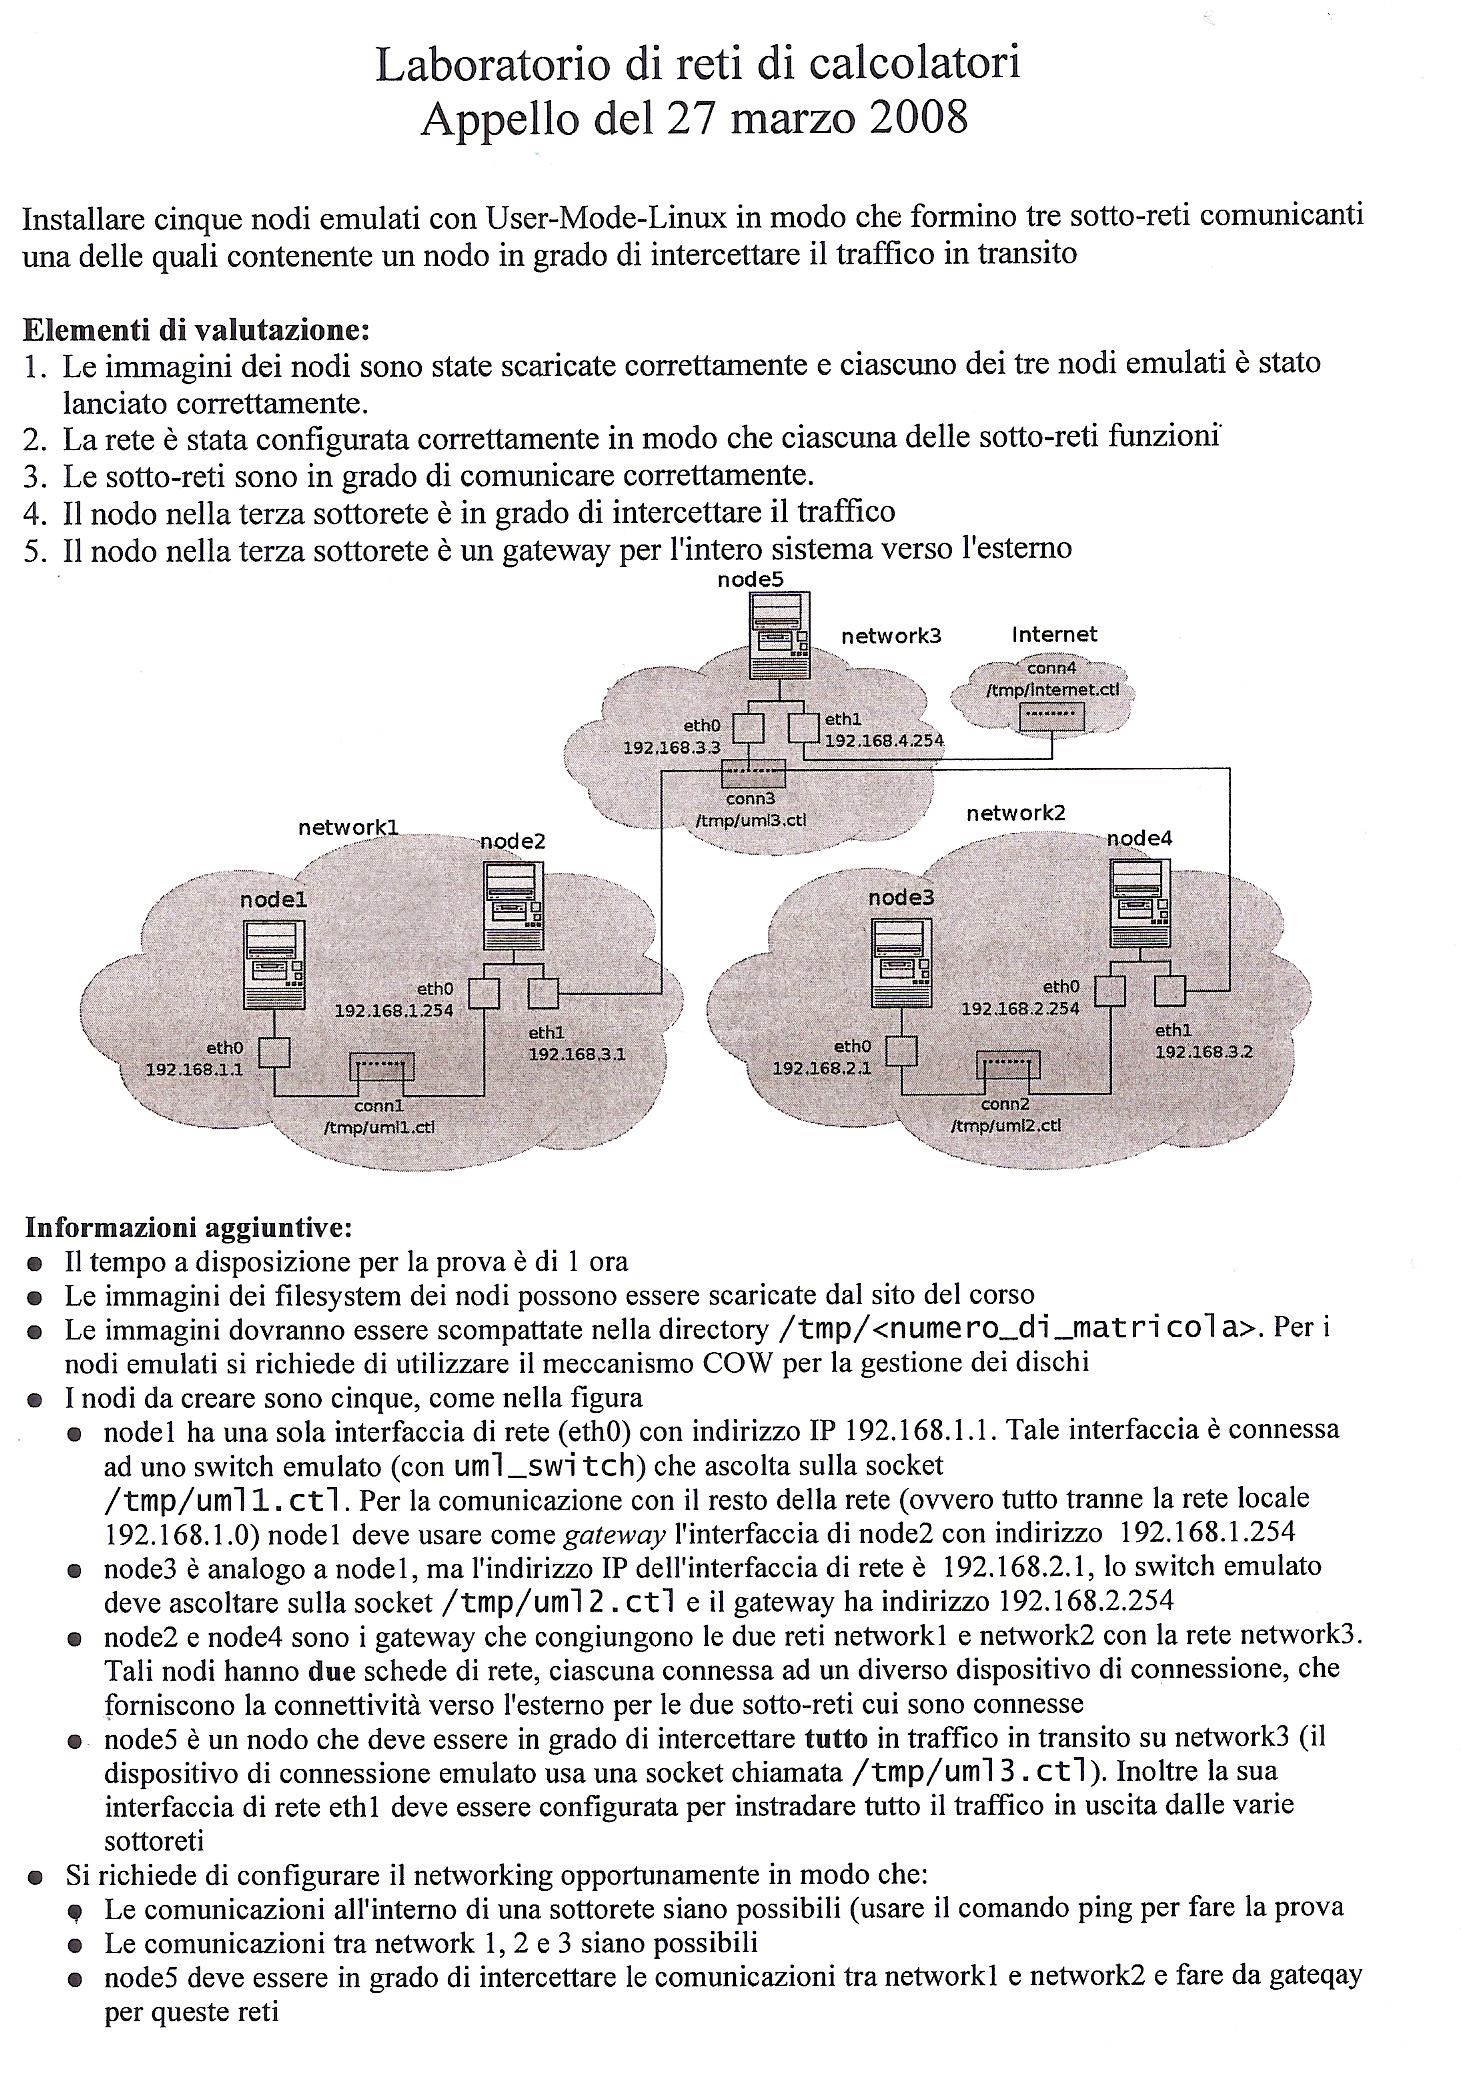 Laboratorio di reti di calcolatori
Appello del 27 marzo 2008
Installare cinque nodi emulati con User-Mode-Linux in modo che formino tre sotto-reti comunicanti
una delle quali contenente un nodo in grado di intercettare il traffico in transito
Elementi di valutazione:
1. Le immagini dei nodi sono state scaricate correttamente e ciascuno dei tre nodi emulati è stato
lanciato correttamente.
2. La rete è stata configurata correttamente in modo che ciascuna delle sotto-reti funzioni
3. Le sotto-reti sono in grado di comunicare correttamente.
4. Il nodo nella terza sottorete è in grado di intercettare il traffico
5. Il nodo nella terza sottorete è un gateway per l'intero sistema verso l'esterno
node5
network3
Internet
conn4
/tmp/internet.ctl
eth0
192.168.3.3
eth1
192.168.4.254
conn3
/tmp/uml3.ctl
network1
node2
node1
eth0
192.168.1.254
eth1
192.168.3.1
eth0
192.168.1.1
conn1
/tmp/uml1.ctl
network2
node4
node3
eth0
192.168.2.254
eth1
192.168.3.2
eth0
192.168.2.1
conn2
/tmp/uml2.ctl
Informazioni aggiuntive:
● Il tempo a disposizione per la prova è di 1 ora
● Le immagini dei filesystem dei nodi possono essere scaricate dal sito del corso
● Le immagini dovranno essere scompattate nella directory /tmp/<numero_di_matricola>. Per i
nodi emulati si richiede di utilizzare il meccanismo COW per la gestione dei dischi
● I nodi da creare sono cinque, come nella figura
● node1 ha una sola interfaccia di rete (eth0) con indirizzo IP 192.168.1.1. Tale interfaccia è connessa
ad uno switch emulato (con uml_switch) che ascolta sulla socket
/tmp/uml1.ctl. Per la comunicazione con il resto della rete (ovvero tutto tranne la rete locale
192.168.1.0) node1 deve usare come gateway l'interfaccia di node2 con indirizzo 192.168.1.254
● node3 è analogo a node1, ma l'indirizzo IP dell'interfaccia di rete è 192.168.2.1, lo switch emulato
deve ascoltare sulla socket /tmp/uml2.ctl e il gateway ha indirizzo 192.168.2.254
● node2 e node4 sono i gateway che congiungono le due reti network1 e network2 con la rete network3.
Tali nodi hanno due schede di rete, ciascuna connessa ad un diverso dispositivo di connessione, che
forniscono la connettività verso l'esterno per le due sotto-reti cui sono connesse
● node5 è un nodo che deve essere in grado di intercettare tutto in traffico in transito su network3 (il
dispositivo di connessione emulato usa una socket chiamata /tmp/uml3.ctl). Inoltre la sua
interfaccia di rete eth1 deve essere configurata per instradare tutto il traffico in uscita dalle varie
sottoreti
● Si richiede di configurare il networking opportunamente in modo che:
● Le comunicazioni all'interno di una sottorete siano possibili (usare il comando ping per fare la prova
● Le comunicazioni tra network 1, 2 e 3 siano possibili
● node5 deve essere in grado di intercettare le comunicazioni tra network1 e network2 e fare da gateqay
per queste reti